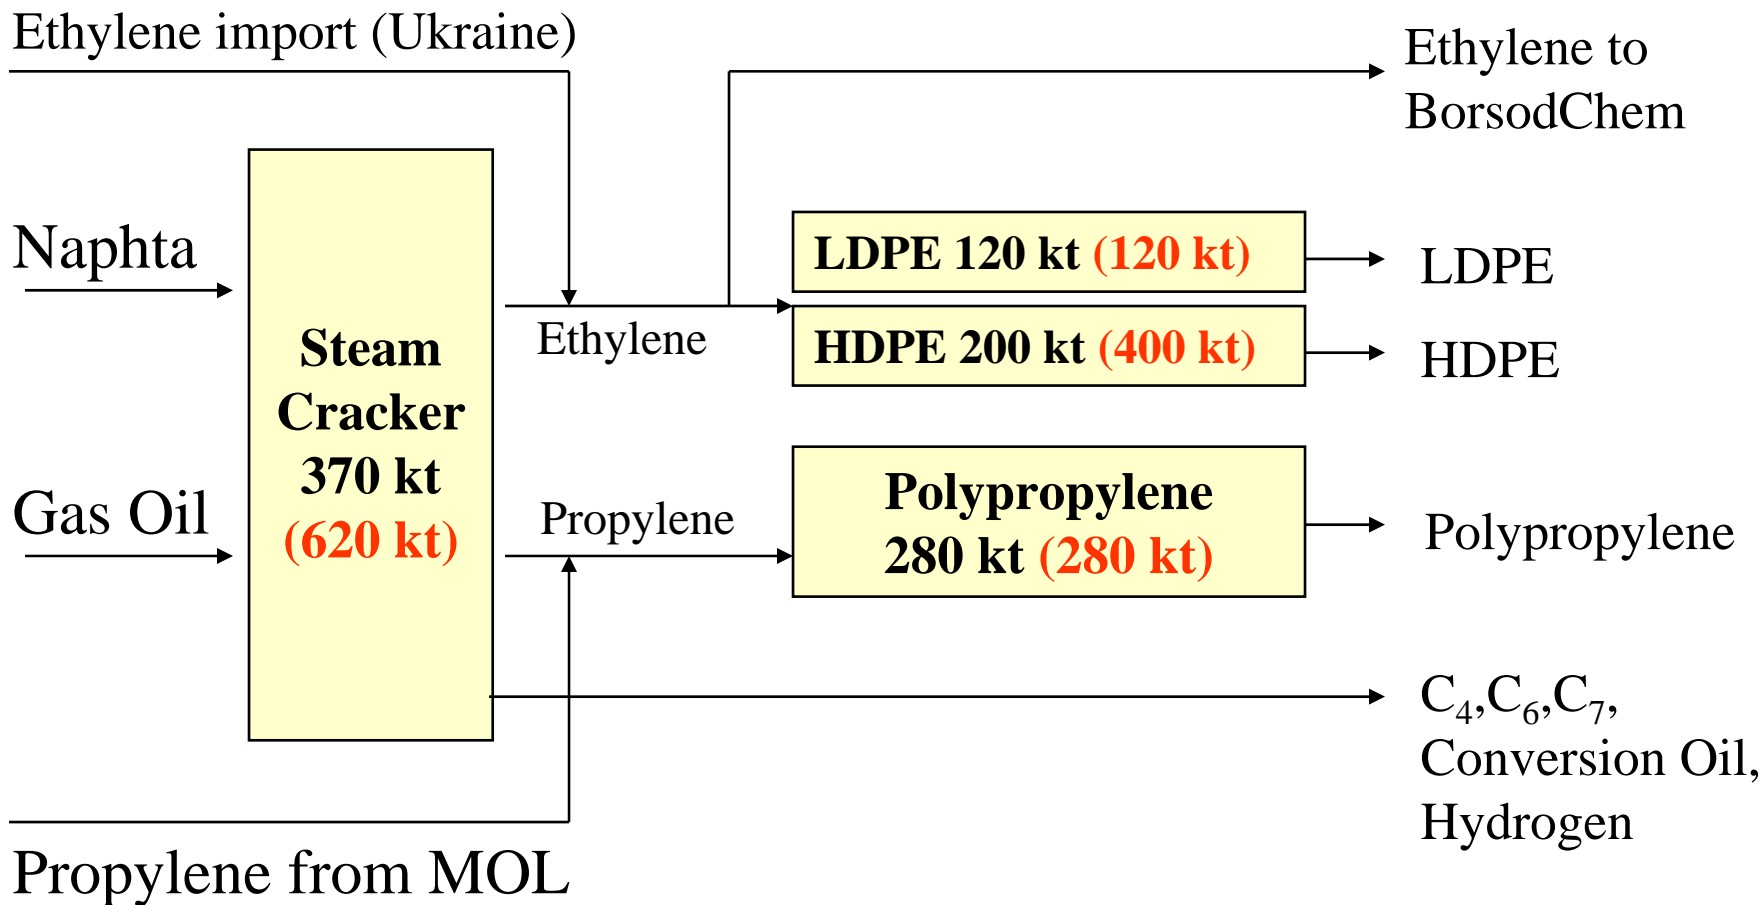 Ethylene import (Ukraine)
Ethylene to
BorsodChem
Naphta
LDPE 120 kt (120 kt)
LDPE
Ethylene
HDPE 200 kt (400 kt)
HDPE
Steam
Cracker
370 kt
(620 kt)
Gas Oil
Propylene
Polypropylene
280 kt (280 kt)
Polypropylene
C₄,C₆,C₇,
Conversion Oil,
Hydrogen
Propylene from MOL